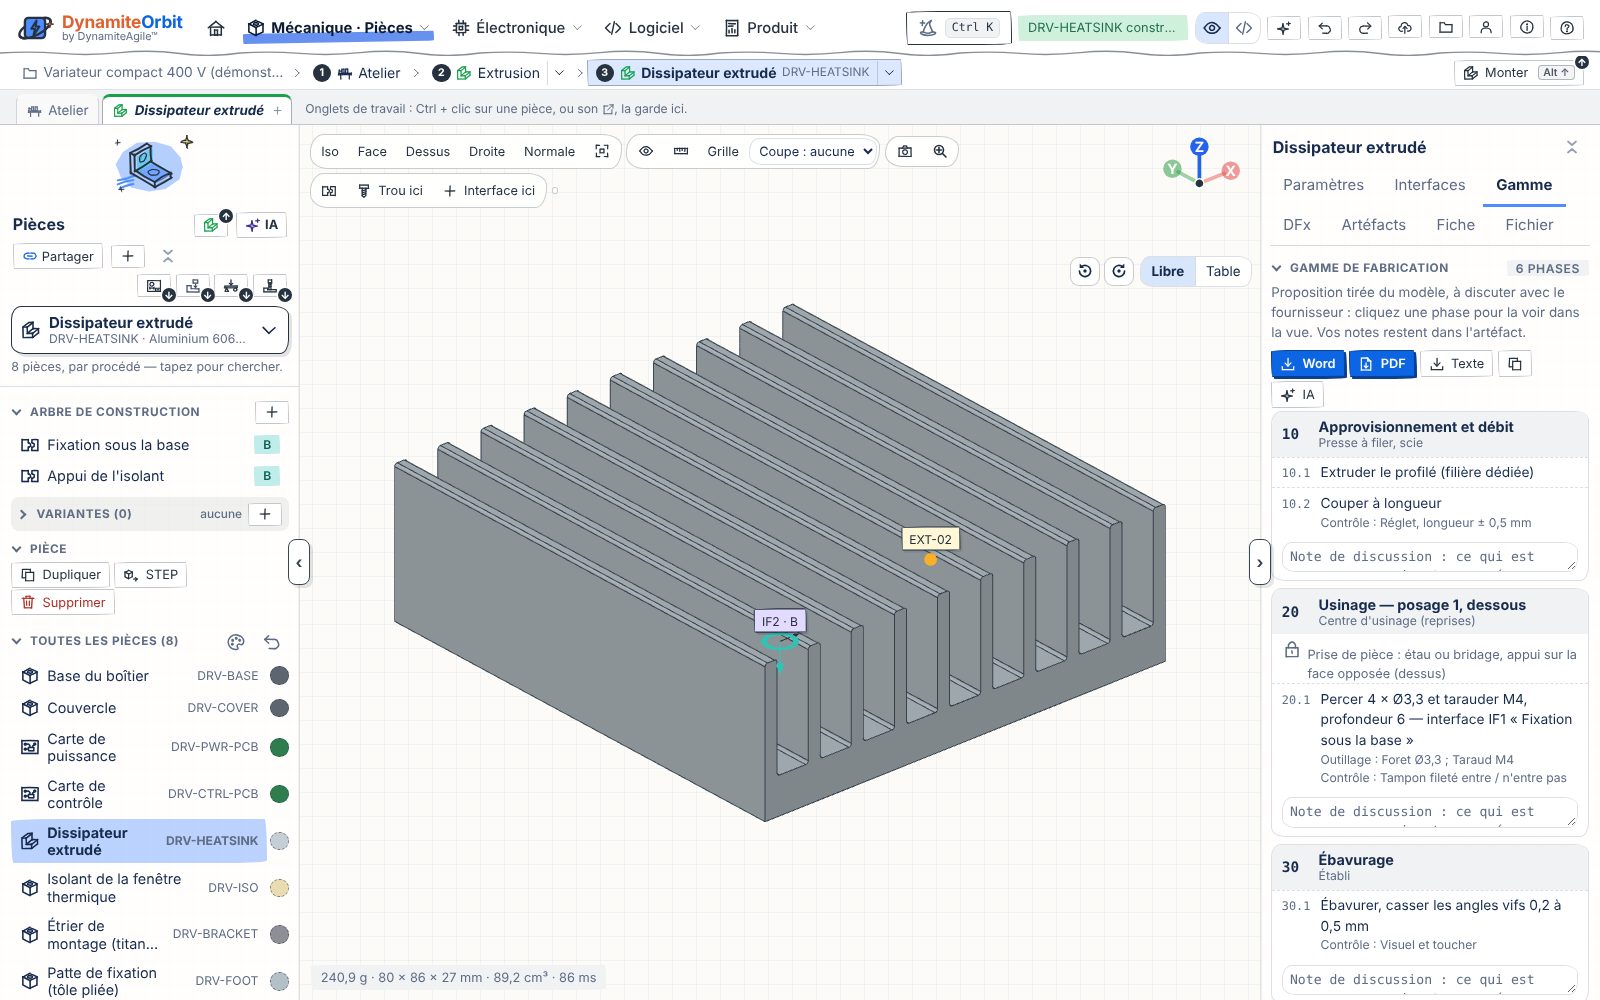 DynamiteOrbit
by DynamiteAgile™
Mécanique · Pièces
Électronique
Logiciel
Produit
Ctrl K
DRV-HEATSINK constr...
Variateur compact 400 V (démonst...
1 Atelier
2 Extrusion
3 Dissipateur extrudé DRV-HEATSINK
Monter Alt ↑
Atelier
Dissipateur extrudé +
Onglets de travail : Ctrl + clic sur une pièce, ou son , la garde ici.
Pièces
IA
Partager
Dissipateur extrudé
DRV-HEATSINK · Aluminium 606...
8 pièces, par procédé — tapez pour chercher.
ARBRE DE CONSTRUCTION
Fixation sous la base B
Appui de l'isolant B
VARIANTES (0) aucune
PIÈCE
Dupliquer
STEP
Supprimer
TOUTES LES PIÈCES (8)
Base du boîtier DRV-BASE
Couvercle DRV-COVER
Carte de
puissance DRV-PWR-PCB
Carte de
contrôle DRV-CTRL-PCB
Dissipateur
extrudé DRV-HEATSINK
Isolant de la fenêtre
thermique DRV-ISO
Étrier de
montage (titan... DRV-BRACKET
Patte de fixation
(tôle pliée) DRV-FOOT
Iso Face Dessus Droite Normale
Grille Coupe : aucune
Trou ici
Interface ici
Z
Y
X
Libre Table
EXT-02
IF2 · B
240,9 g · 80 × 86 × 27 mm · 89,2 cm³ · 86 ms
Dissipateur extrudé
Paramètres Interfaces Gamme
DFx Artéfacts Fiche Fichier
GAMME DE FABRICATION 6 PHASES
Proposition tirée du modèle, à discuter avec le
fournisseur : cliquez une phase pour la voir dans
la vue. Vos notes restent dans l'artéfact.
Word PDF Texte
IA
10 Approvisionnement et débit
Presse à filer, scie
10.1 Extruder le profilé (filière dédiée)
10.2 Couper à longueur
Contrôle : Réglet, longueur ± 0,5 mm
Note de discussion : ce qui est
20 Usinage — posage 1, dessous
Centre d'usinage (reprises)
Prise de pièce : étau ou bridage, appui sur la
face opposée (dessus)
20.1 Percer 4 × Ø3,3 et tarauder M4,
profondeur 6 — interface IF1 « Fixation
sous la base »
Outillage : Foret Ø3,3 ; Taraud M4
Contrôle : Tampon fileté entre / n'entre pas
Note de discussion : ce qui est
30 Ébavurage
Établi
30.1 Ébavurer, casser les angles vifs 0,2 à
0,5 mm
Contrôle : Visuel et toucher
Note de discussion : ce qui est